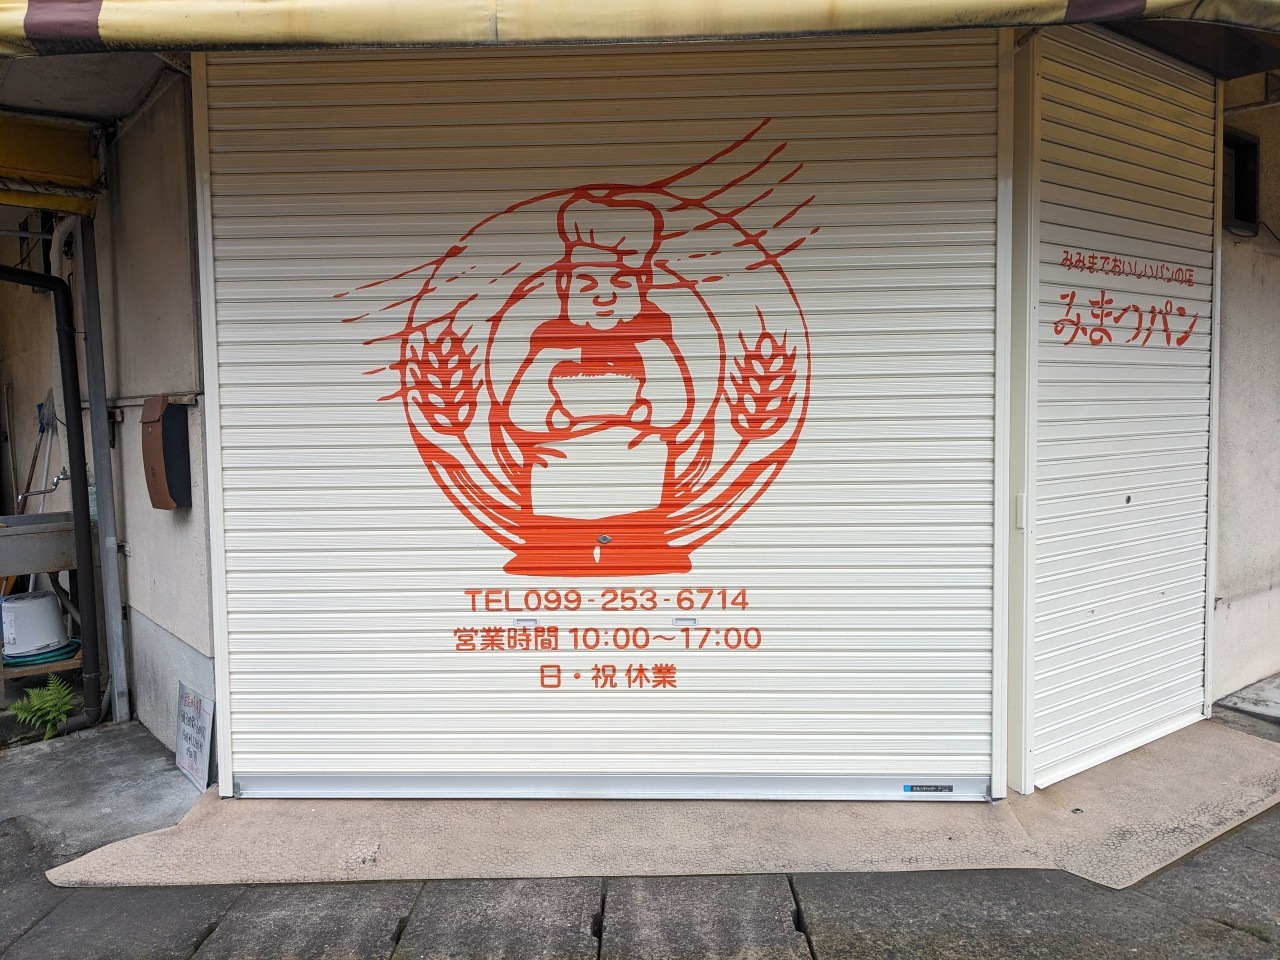 TEL099-253-6714
営業時間 10:00～17:00
日・祝 休業
みみまでおいしいパンの店
みまつパン